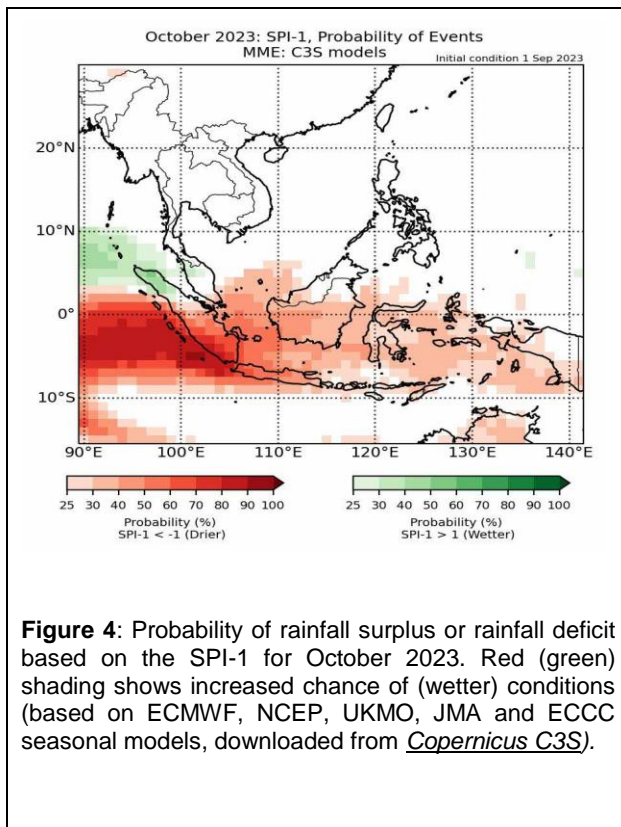 October 2023: SPI-1, Probability of Events
MME: C3S models
Initial condition 1 Sep 2023
20°N
10°N
0°
10°S
90°E 100°E 110°E 120°E 130°E 140°E
25 30 40 50 60 70 80 90 100
Probability (%)
SPI-1 < -1 (Drier)
25 30 40 50 60 70 80 90 100
Probability (%)
SPI-1 > 1 (Wetter)
Figure 4: Probability of rainfall surplus or rainfall deficit
based on the SPI-1 for October 2023. Red (green)
shading shows increased chance of (wetter) conditions
(based on ECMWF, NCEP, UKMO, JMA and ECCC
seasonal models, downloaded from Copernicus C3S).